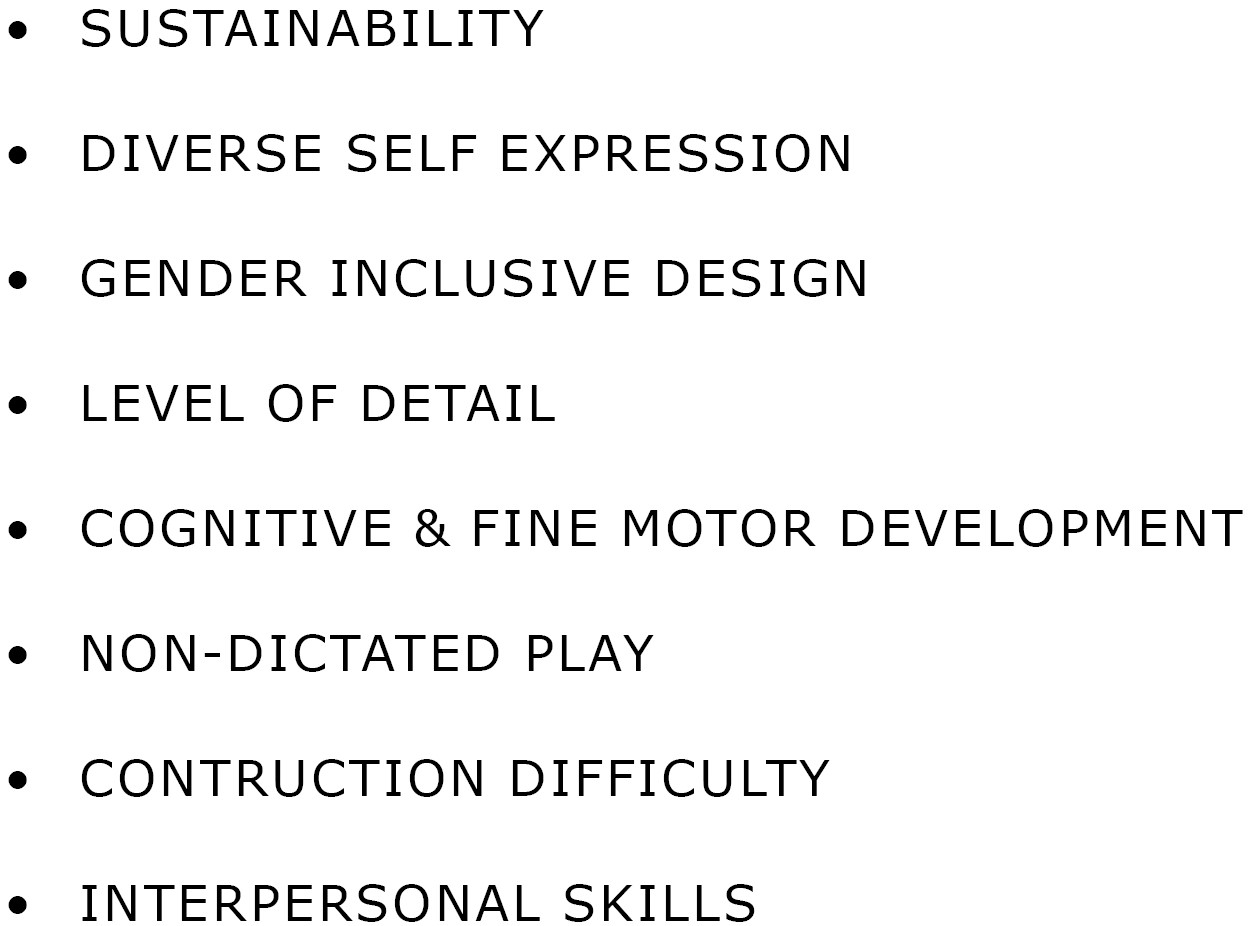 • SUSTAINABILITY
• DIVERSE SELF EXPRESSION
• GENDER INCLUSIVE DESIGN
• LEVEL OF DETAIL
• COGNITIVE & FINE MOTOR DEVELOPMENT
• NON-DICTATED PLAY
• CONTRUCTION DIFFICULTY
• INTERPERSONAL SKILLS